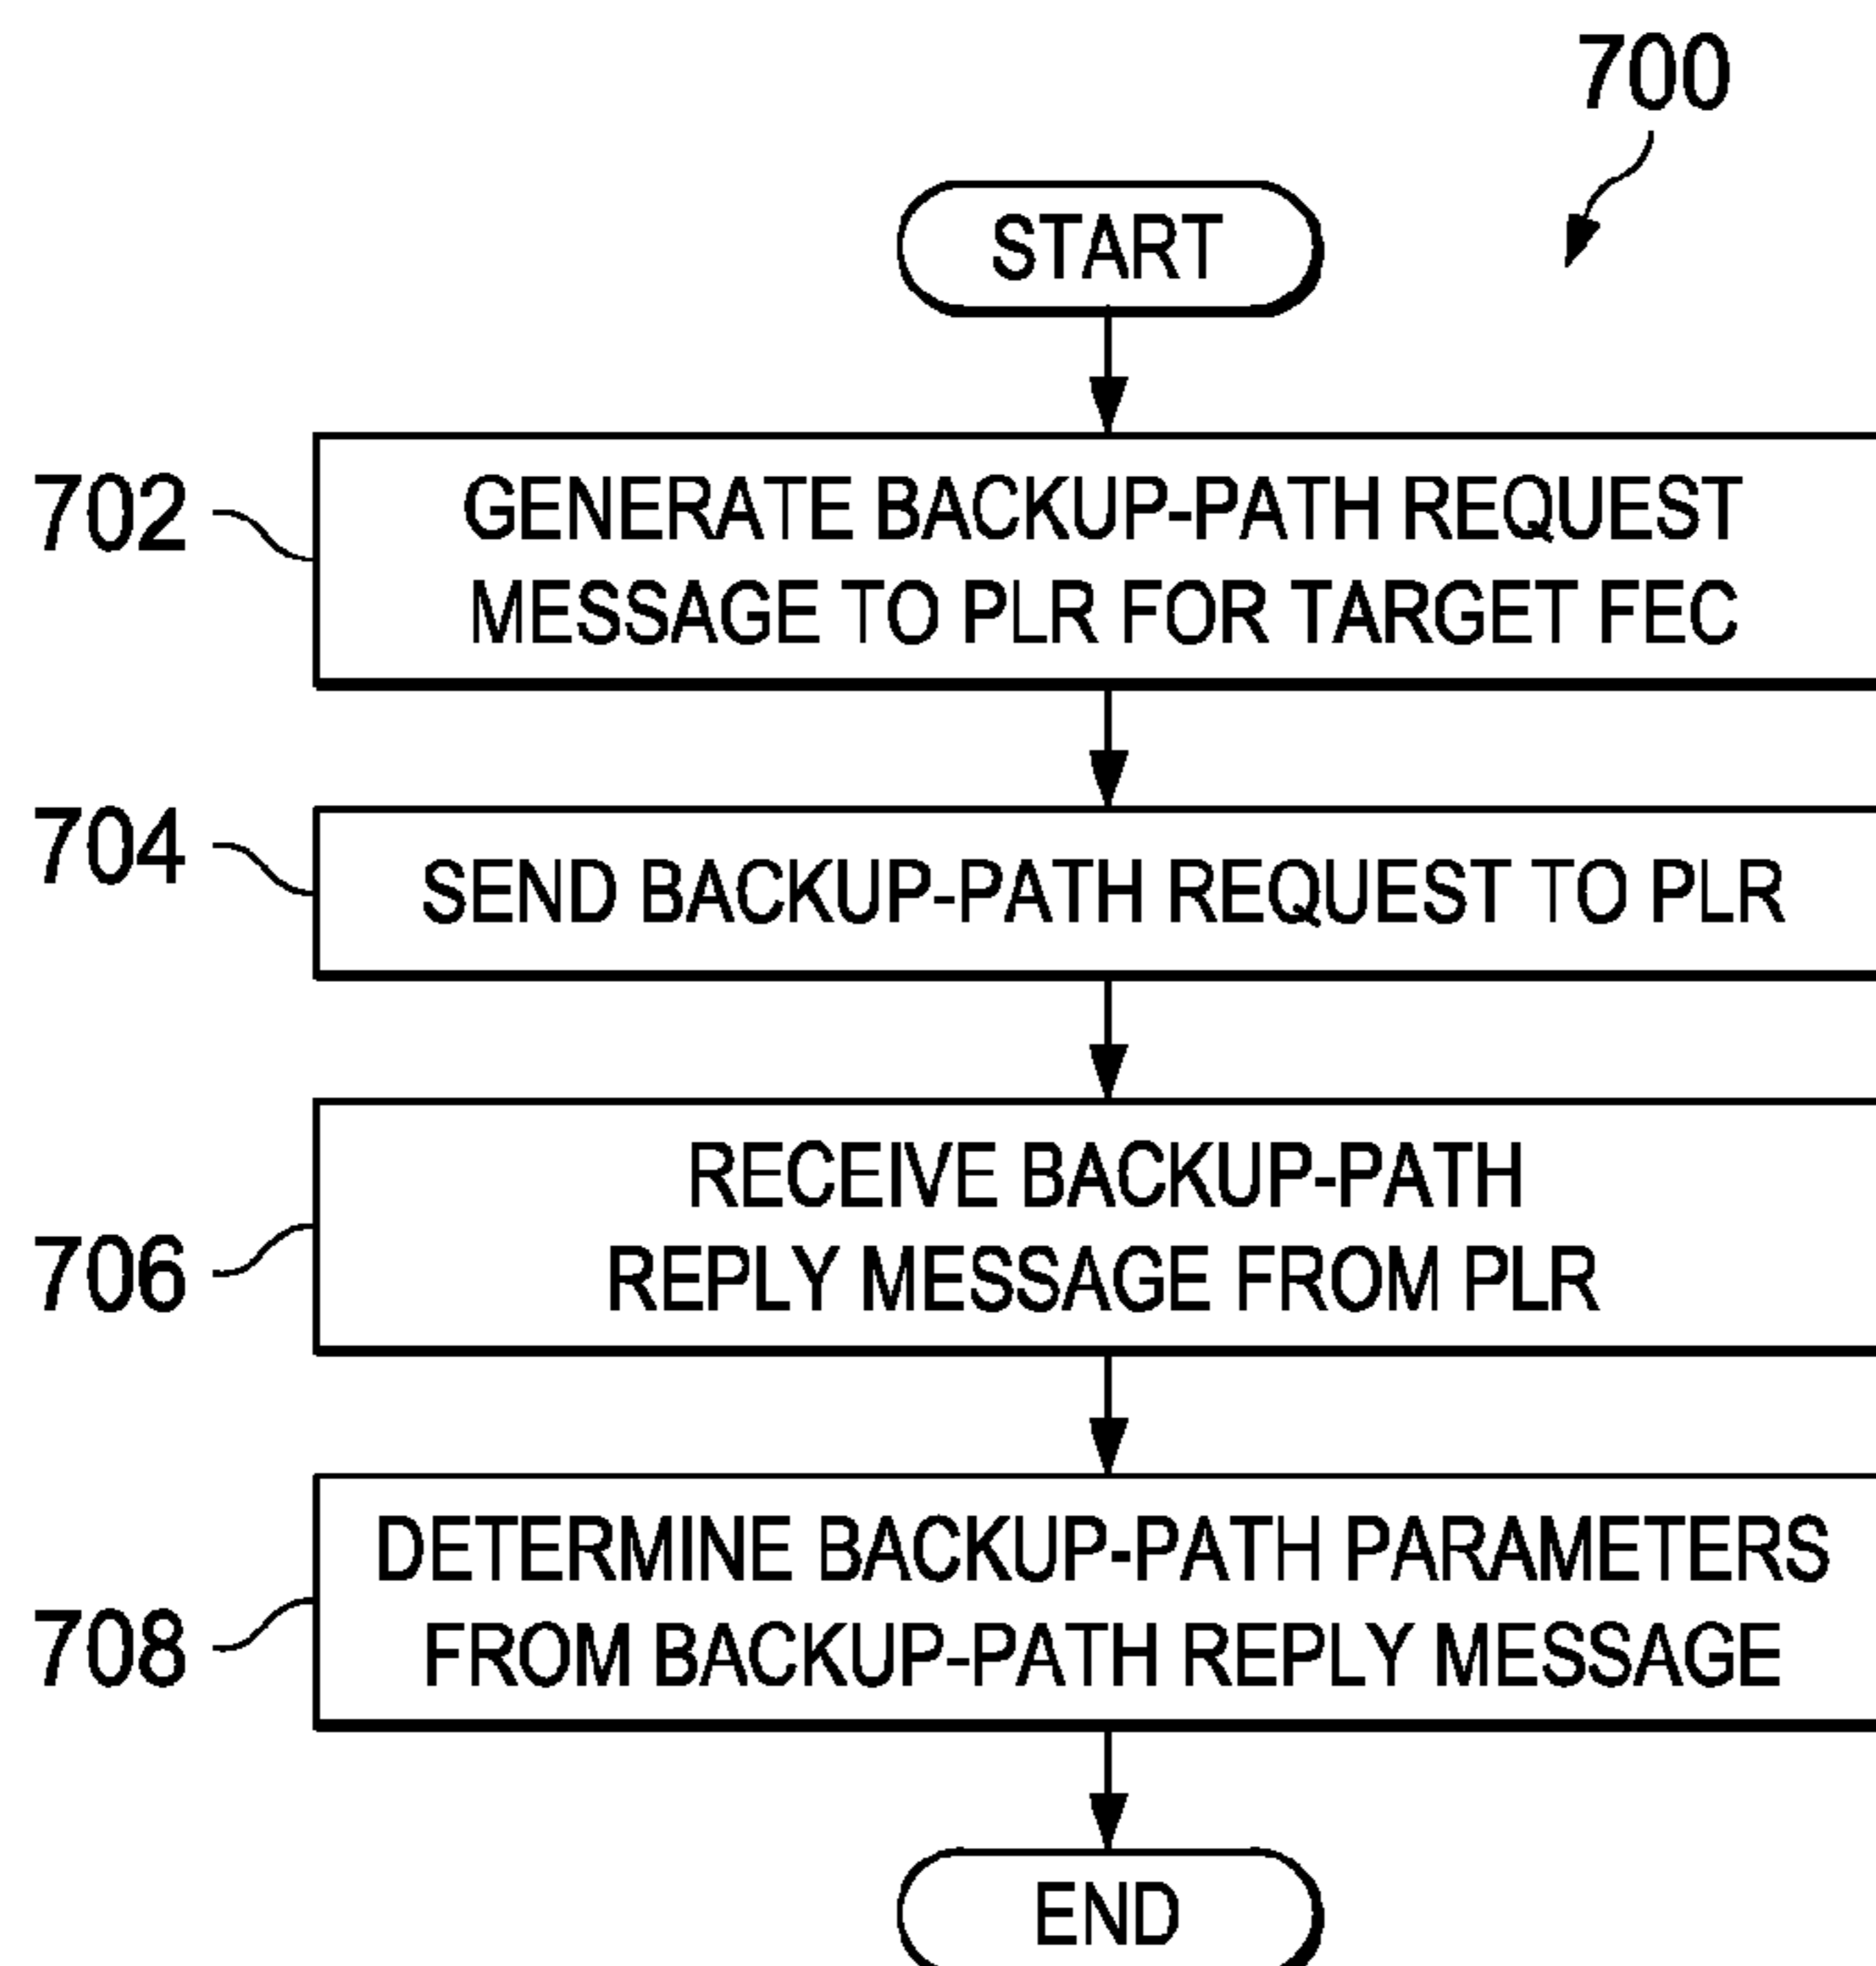 700
START
702
GENERATE BACKUP-PATH REQUEST
MESSAGE TO PLR FOR TARGET FEC
704
SEND BACKUP-PATH REQUEST TO PLR
RECEIVE BACKUP-PATH
REPLY MESSAGE FROM PLR
706
DETERMINE BACKUP-PATH PARAMETERS
FROM BACKUP-PATH REPLY MESSAGE
708
END